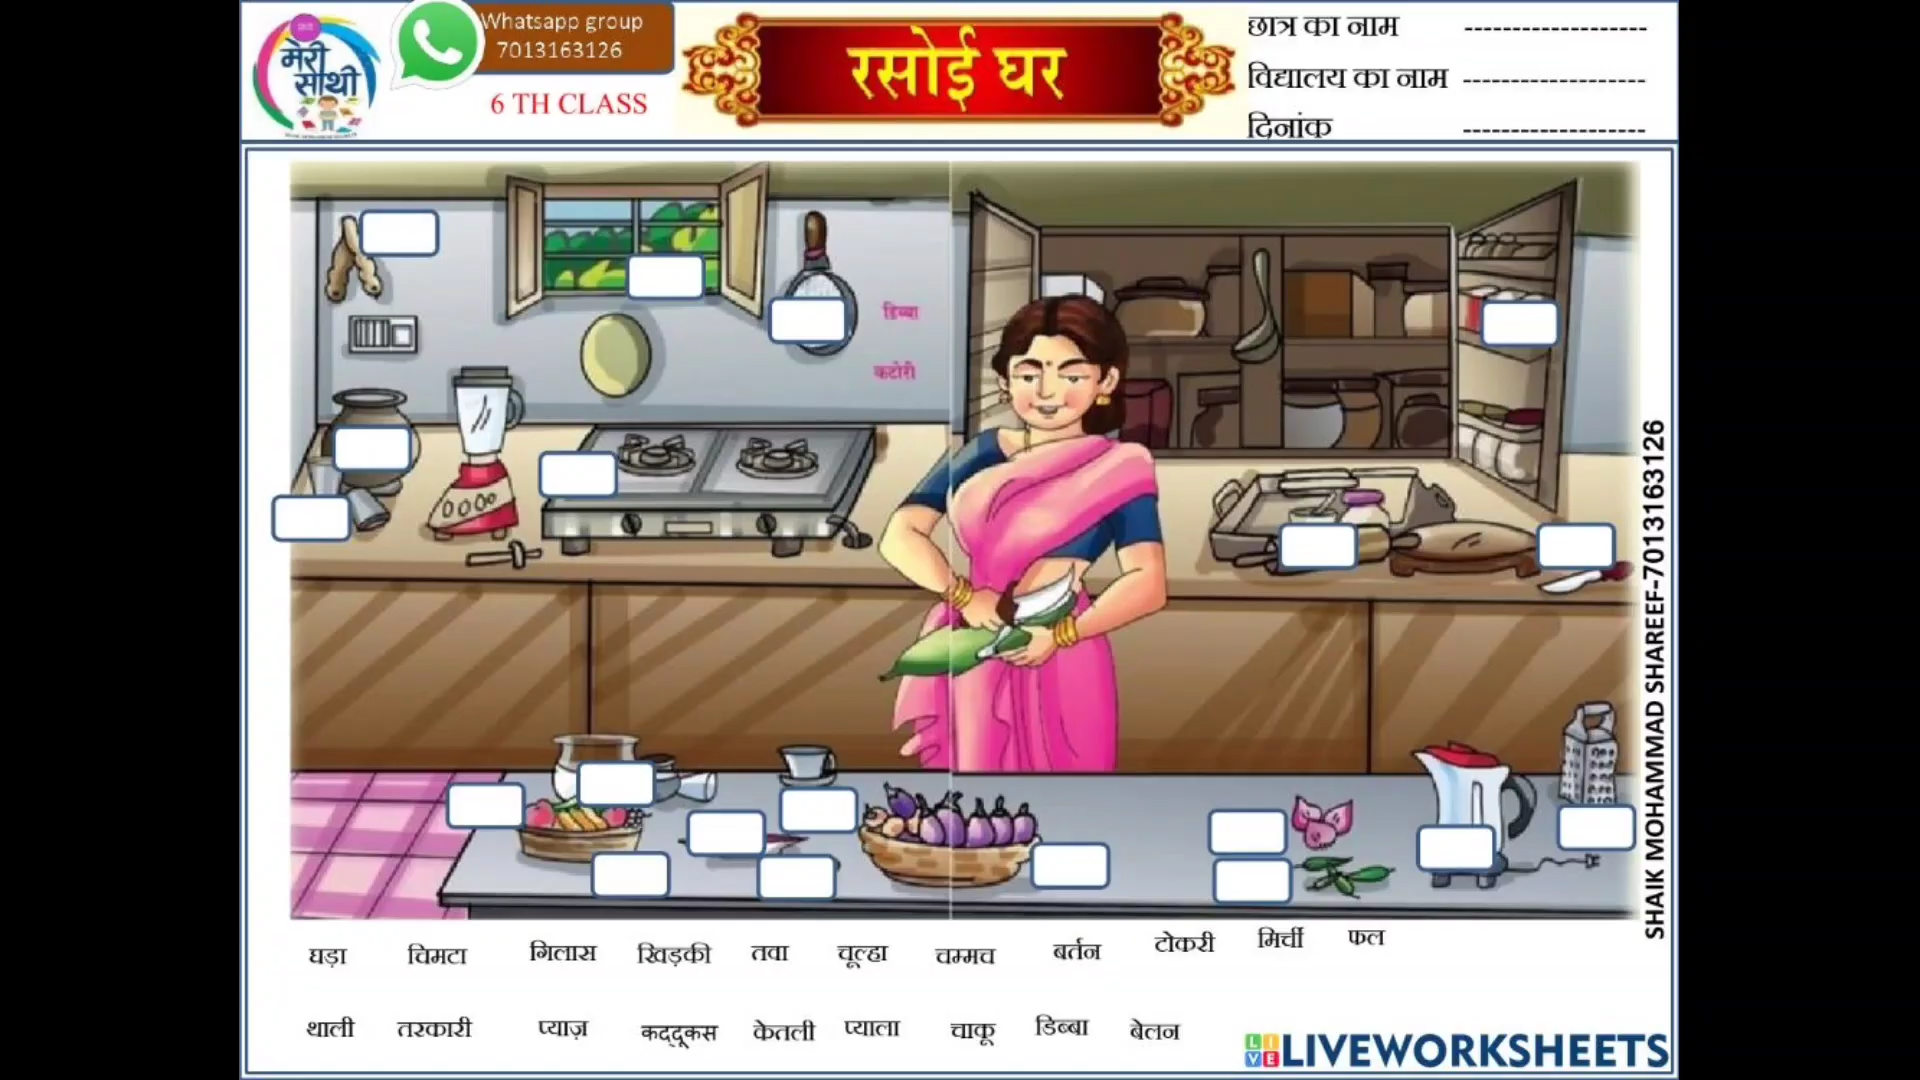 मेरी
साथी
Whatsapp group
7013163126
6 TH CLASS
रसोई घर
छात्र का नाम -------------------
विद्यालय का नाम -------------------
दिनांक -------------------
डिब्बा
कटोरी
SHAIK MOHAMMAD SHAREEF-7013163126
घड़ा चिमटा गिलास खिड़की तवा चूल्हा चम्मच बर्तन टोकरी मिर्ची फल
थाली तरकारी प्याज़ कद्दूकस केतली प्याला चाकू डिब्बा बेलन
LIVE LIVEWORKSHEETS